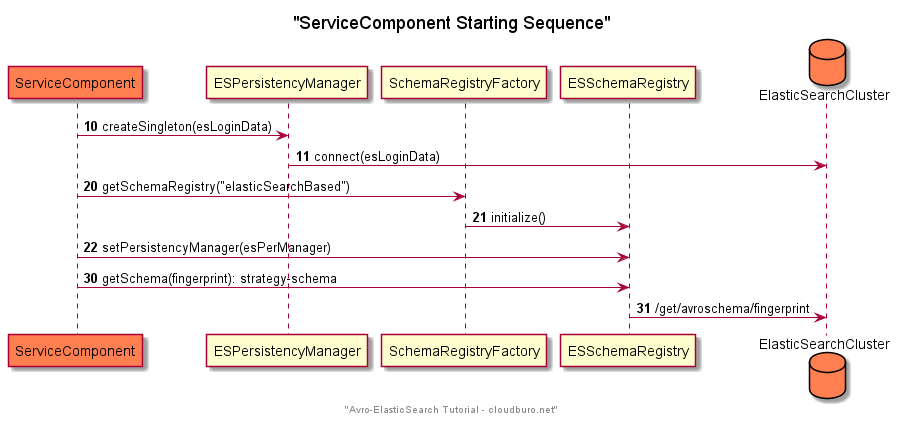 "ServiceComponent Starting Sequence"
ServiceComponent
ESPersistencyManager
SchemaRegistryFactory
ESSchemaRegistry
ElasticSearchCluster
10 createSingleton(esLoginData)
11 connect(esLoginData)
20 getSchemaRegistry("elasticSearchBased")
21 initialize()
22 setPersistencyManager(esPerManager)
30 getSchema(fingerprint): strategy-schema
31 /get/avroschema/fingerprint
ServiceComponent
ESPersistencyManager
SchemaRegistryFactory
ESSchemaRegistry
ElasticSearchCluster
"Avro-ElasticSearch Tutorial - cloudburo.net"